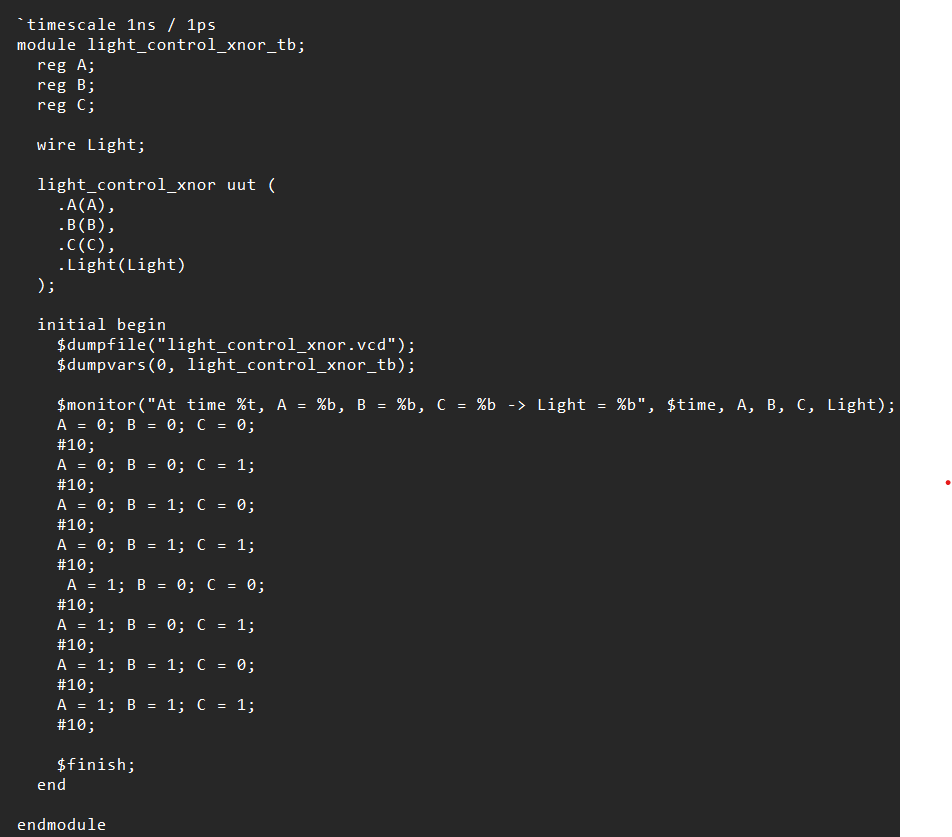 `timescale 1ns / 1ps
module light_control_xnor_tb;
  reg A;
  reg B;
  reg C;

  wire Light;

  light_control_xnor uut (
    .A(A),
    .B(B),
    .C(C),
    .Light(Light)
  );

  initial begin
    $dumpfile("light_control_xnor.vcd");
    $dumpvars(0, light_control_xnor_tb);

    $monitor("At time %t, A = %b, B = %b, C = %b -> Light = %b", $time, A, B, C, Light);
    A = 0; B = 0; C = 0;
    #10;
    A = 0; B = 0; C = 1;
    #10;
    A = 0; B = 1; C = 0;
    #10;
    A = 0; B = 1; C = 1;
    #10;
     A = 1; B = 0; C = 0;
    #10;
    A = 1; B = 0; C = 1;
    #10;
    A = 1; B = 1; C = 0;
    #10;
    A = 1; B = 1; C = 1;
    #10;

    $finish;
  end

endmodule